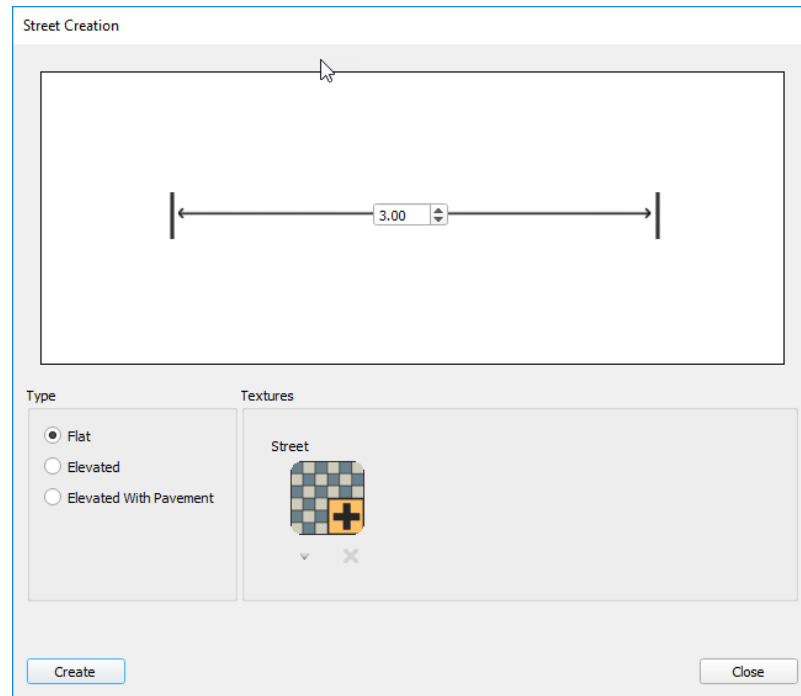 Street Creation
3.00
Type
Textures
Flat
Elevated
Elevated With Pavement
Street
Create
Close